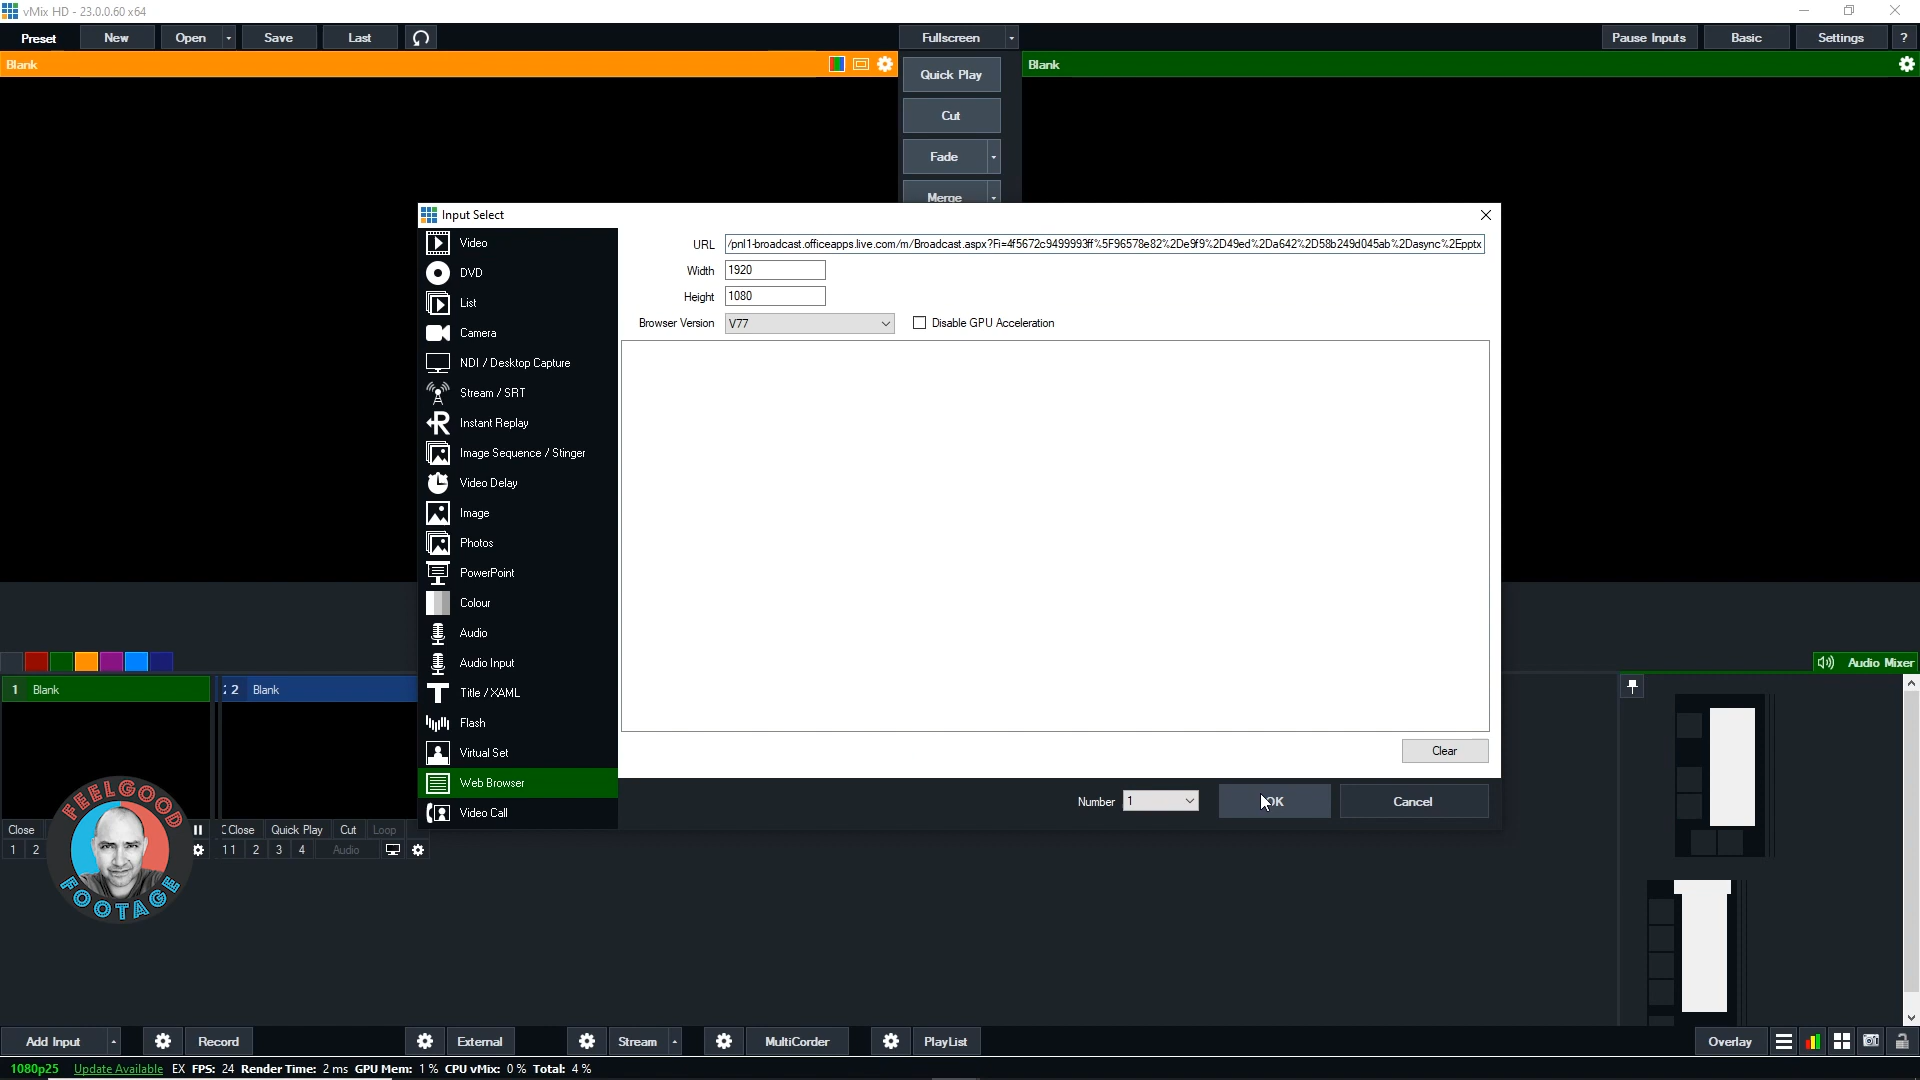 vMix HD - 23.0.0.60 x64
Preset New Open Save Last Fullscreen Pause Inputs Basic Settings ?
Blank
Quick Play
Blank
Cut
Fade
Merge
Input Select
Video
DVD
List
Camera
NDI / Desktop Capture
Stream / SRT
Instant Replay
Image Sequence / Stinger
Video Delay
Image
Photos
PowerPoint
Colour
Audio
Audio Input
Title / XAML
Flash
Virtual Set
Web Browser
Video Call
URL /pnl1-broadcast.officeapps.live.com/m/Broadcast.aspx?Fi=4f5672c9499993ff%5F96578e82%2De9f9%2D49ed%2Da642%2D58b249d045ab%2Dasync%2Epptx
Width 1920
Height 1080
Browser Version V77 Disable GPU Acceleration
Clear
Number 1 OK Cancel
Audio Mixer
1 Blank
2 Blank
Close
Close Quick Play Cut Loop
1 2
1 2 3 4 Audio
FEELGOOD
FOOTAGE
Add Input Record External Stream MultiCorder PlayList Overlay
1080p25 Update Available EX FPS: 24 Render Time: 2 ms GPU Mem: 1 % CPU vMix: 0 % Total: 4 %